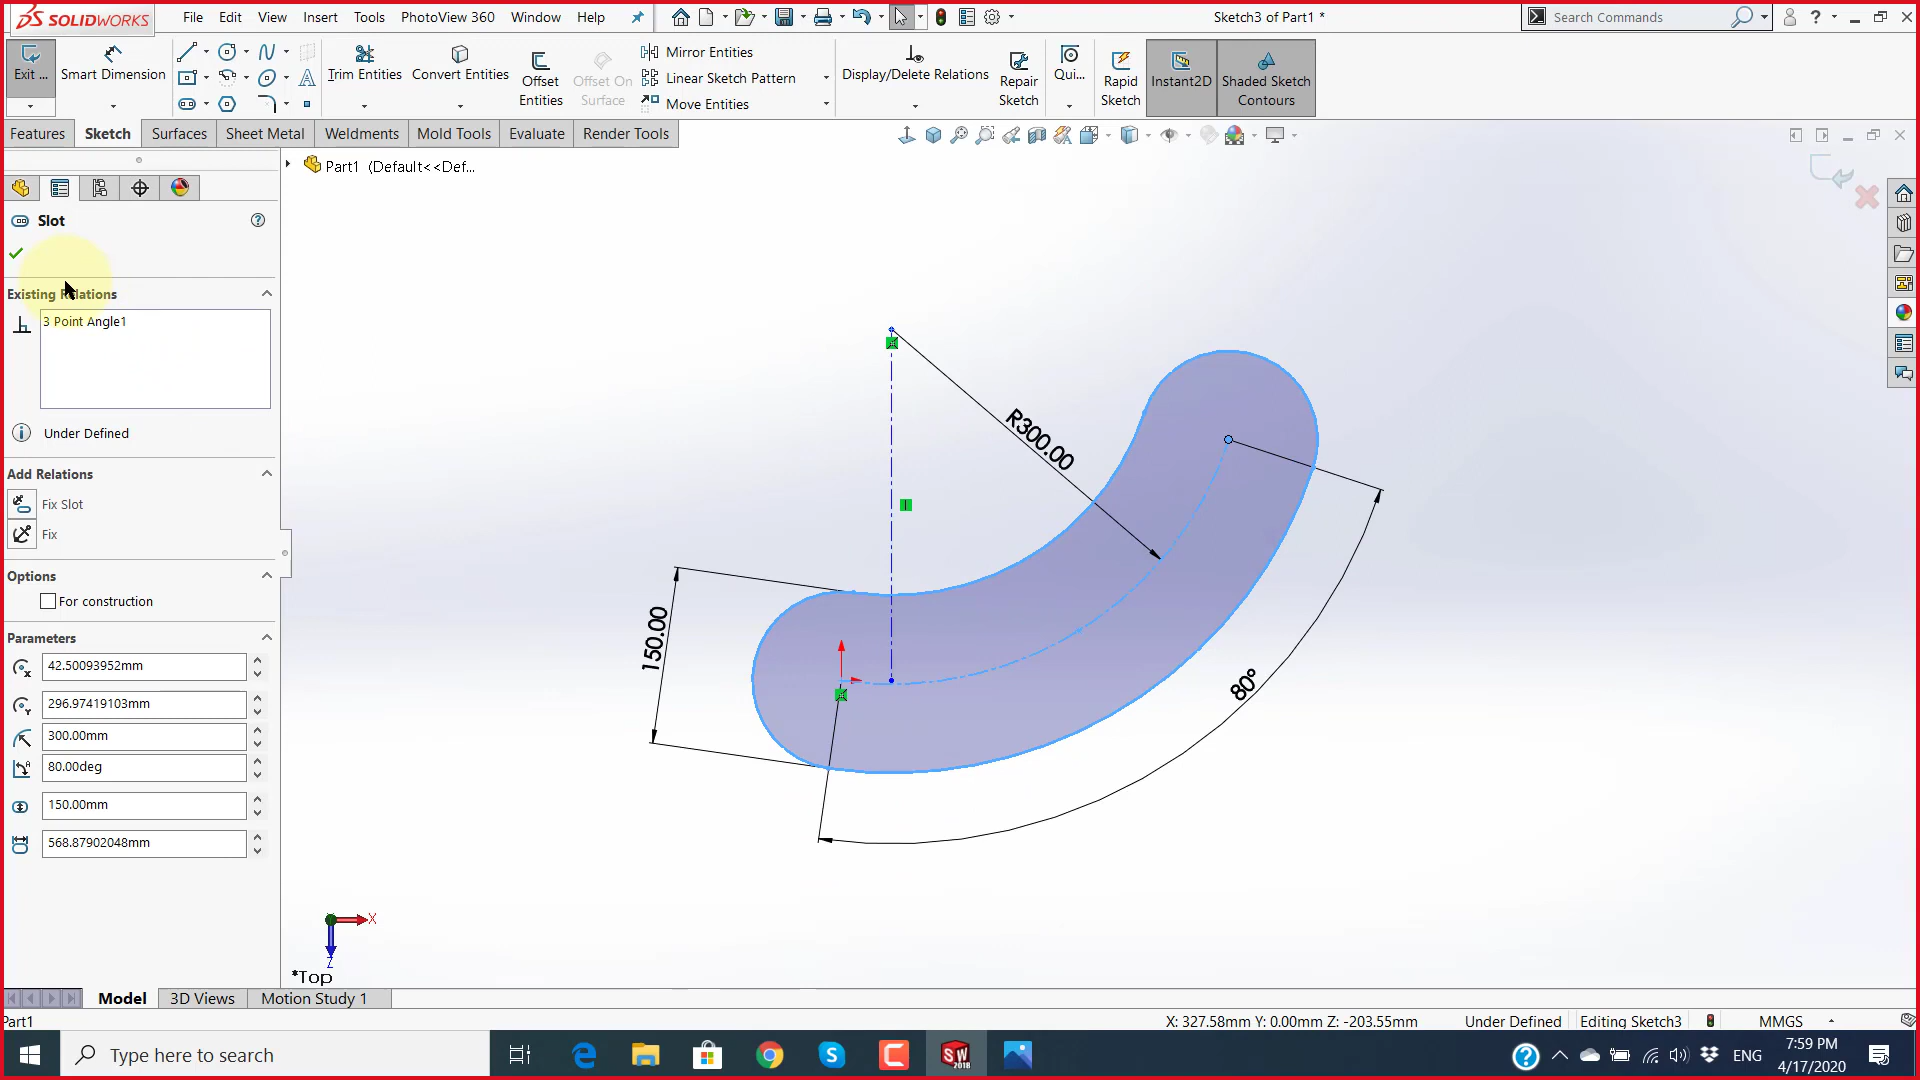 SOLIDWORKS File Edit View Insert Tools PhotoView 360 Window Help Sketch3 of Part1 * Search Commands ?
Exit ... Smart Dimension Trim Entities Convert Entities Offset Entities Offset On Surface Mirror Entities Display/Delete Relations Repair Sketch Qui... Rapid Sketch Instant2D Shaded Sketch Contours
Linear Sketch Pattern
Move Entities
Features Sketch Surfaces Sheet Metal Weldments Mold Tools Evaluate Render Tools
Part1 (Default<<Def...
Slot
Existing Relations
3 Point Angle1
Under Defined
Add Relations
Fix Slot
Fix
Options
For construction
Parameters
42.50093952mm
296.97419103mm
300.00mm
80.00deg
150.00mm
568.87902048mm
R300.00
150.00
80°
X
Z
*Top
Model 3D Views Motion Study 1
Part1 X: 327.58mm Y: 0.00mm Z: -203.55mm Under Defined Editing Sketch3 MMGS
Type here to search SW 2018 ENG 7:59 PM
4/17/2020